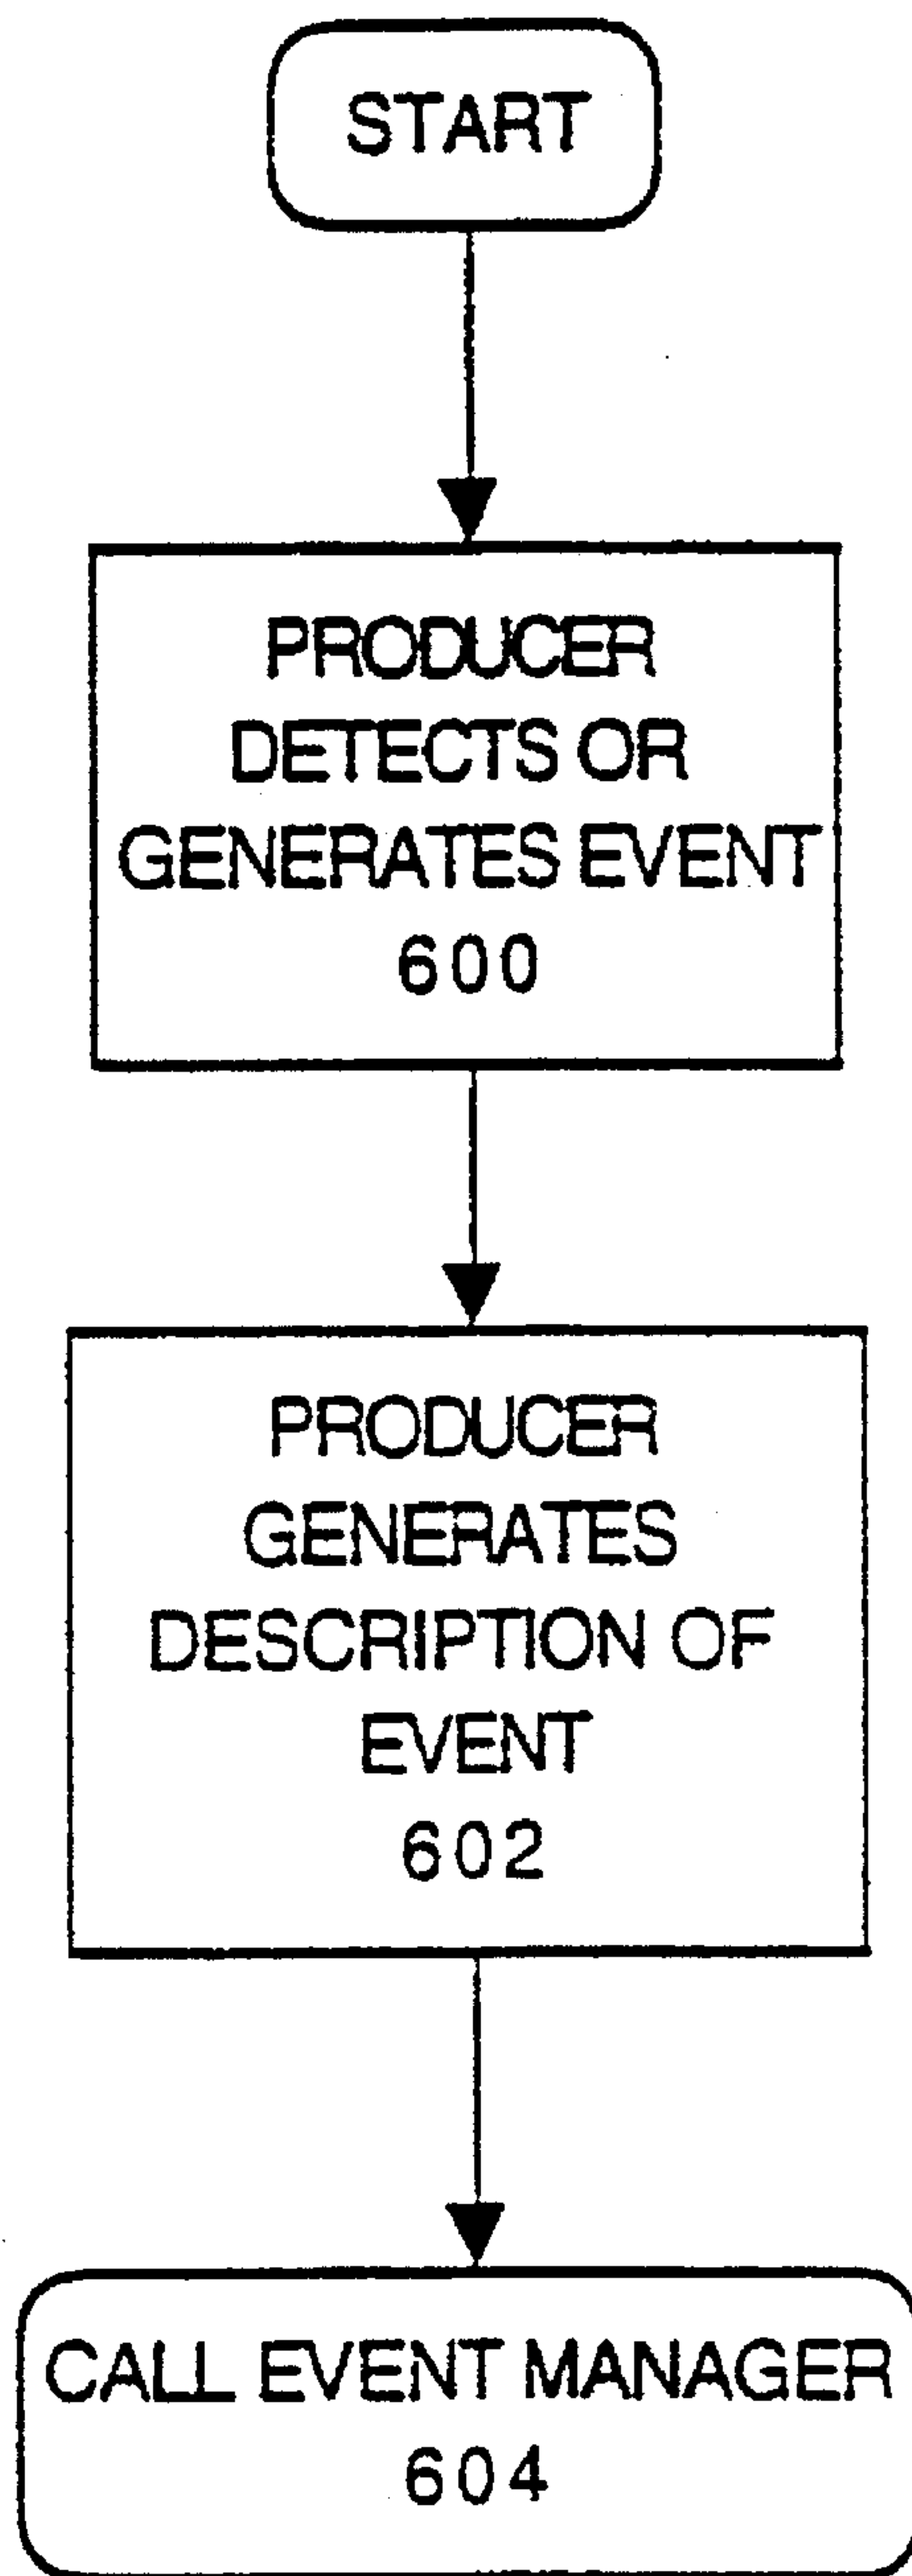 START
PRODUCER
DETECTS OR
GENERATES EVENT
600
PRODUCER
GENERATES
DESCRIPTION OF
EVENT
602
CALL EVENT MANAGER
604